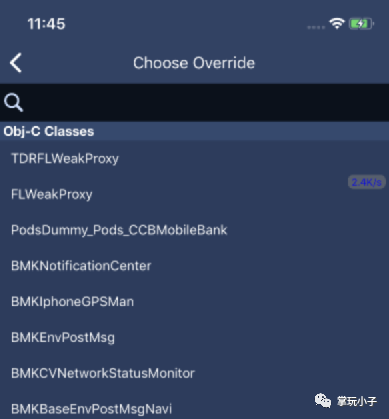 11:45
Choose Override
Obj-C Classes
TDRFLWeakProxy
2.4K/s
FLWeakProxy
PodsDummy_Pods_CCBMobileBank
BMKNotificationCenter
BMKIphoneGPSMan
BMKEnvPostMsg
BMKCVNetworkStatusMonitor
掌玩小子
BMKBaseEnvPostMsgNavi